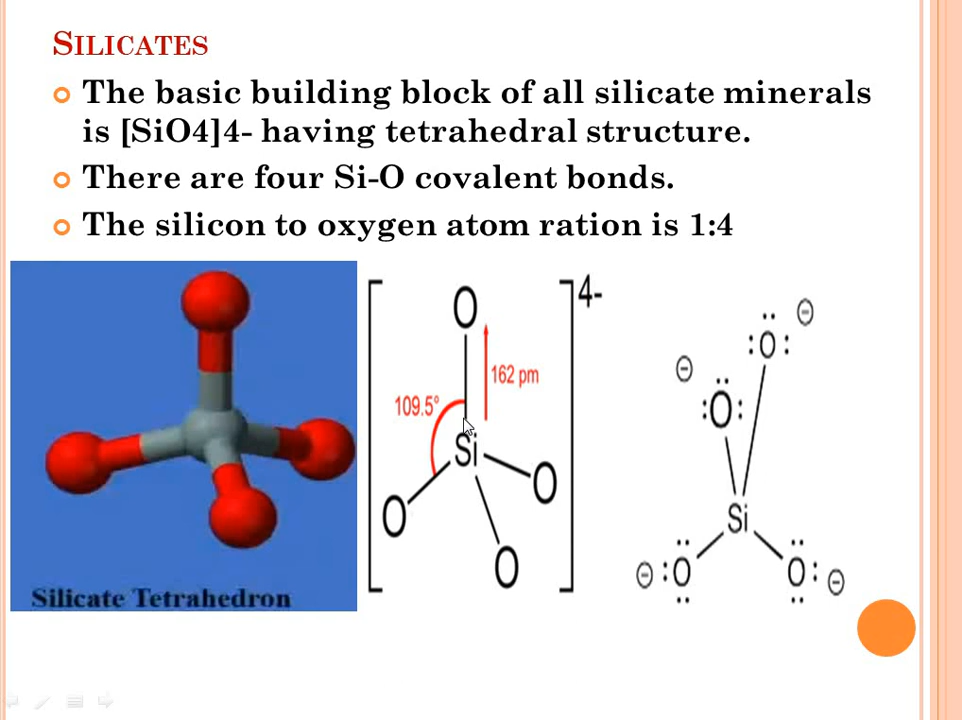 SILICATES
The basic building block of all silicate minerals
is [SiO4]4- having tetrahedral structure.
There are four Si-O covalent bonds.
The silicon to oxygen atom ration is 1:4
Silicate Tetrahedron
4-
O
162 pm
109.5°
Si
O
O
O
⊖
:O:
⊖
:O:
Si
⊖ :O
O: ⊖